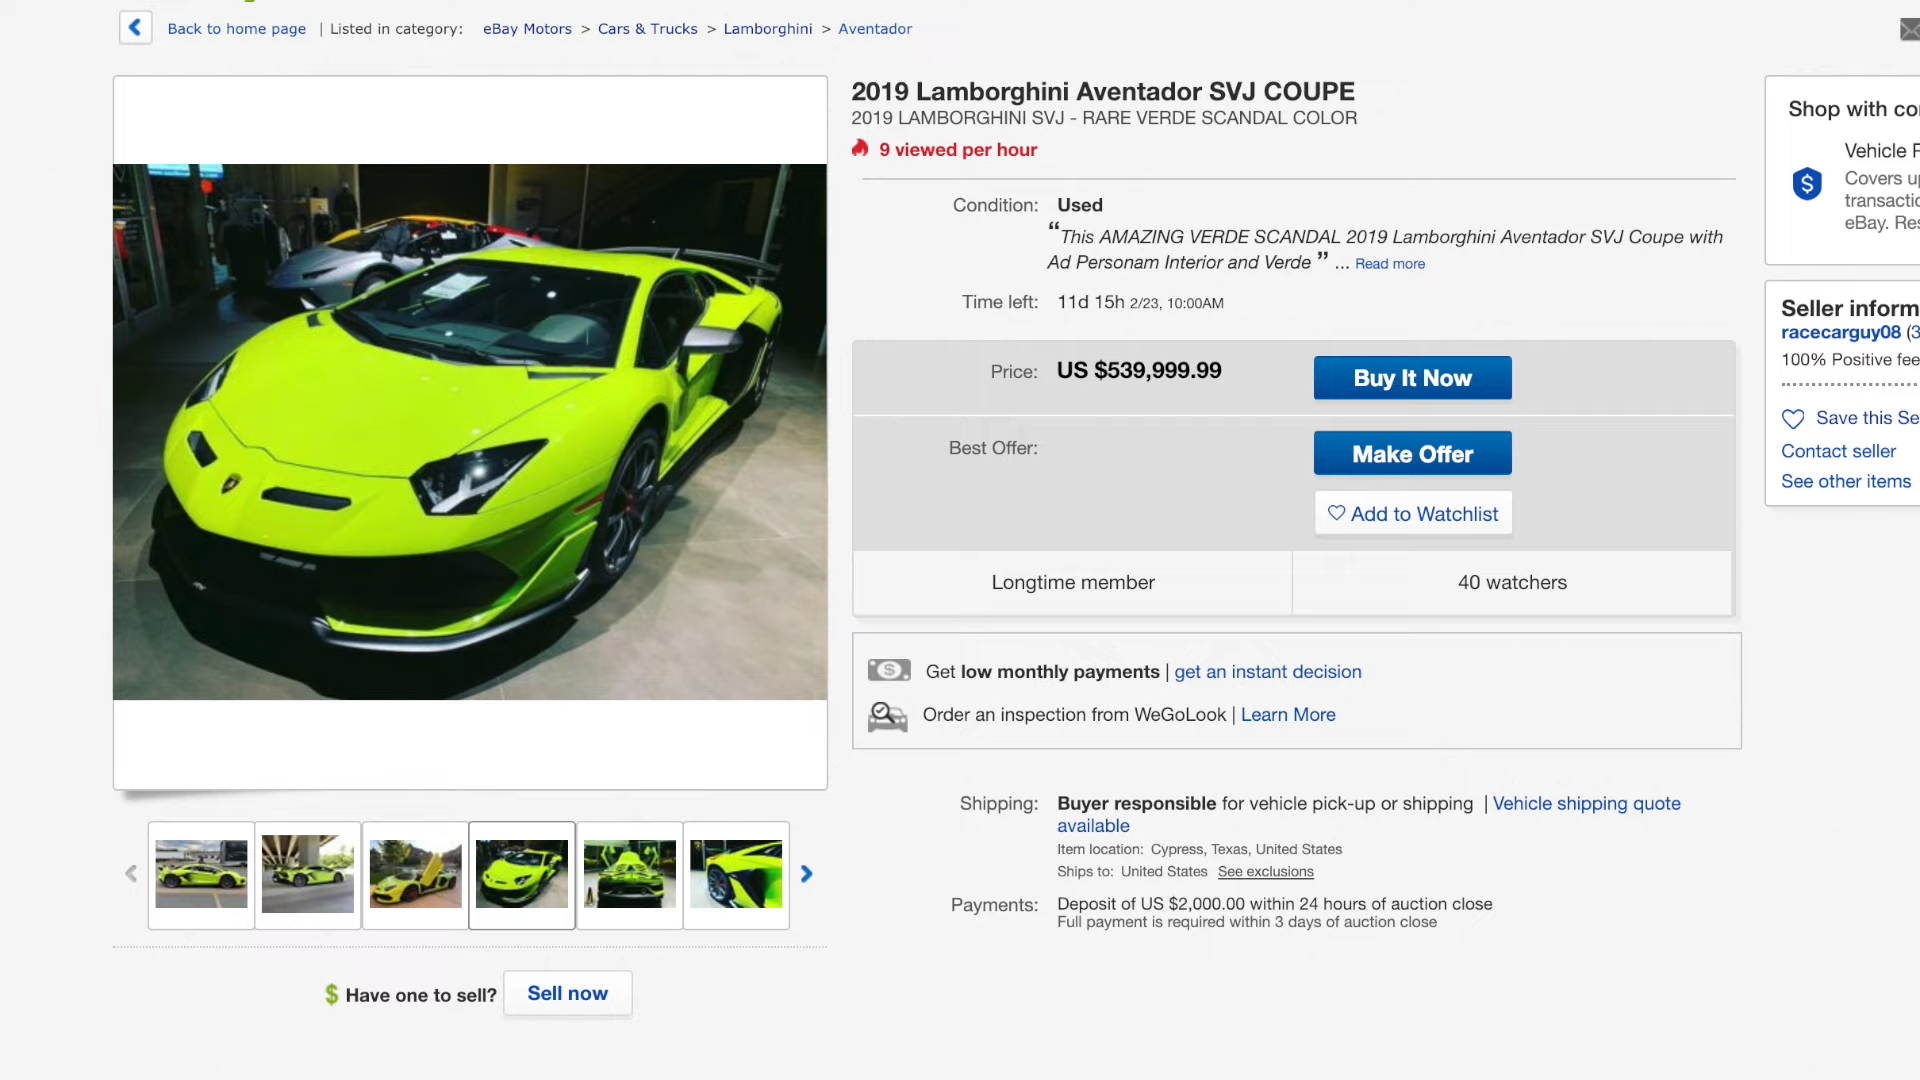 Back to home page | Listed in category: eBay Motors > Cars & Trucks > Lamborghini > Aventador
2019 Lamborghini Aventador SVJ COUPE
2019 LAMBORGHINI SVJ - RARE VERDE SCANDAL COLOR
9 viewed per hour
Condition: Used
“This AMAZING VERDE SCANDAL 2019 Lamborghini Aventador SVJ Coupe with
Ad Personam Interior and Verde ” ... Read more
Time left: 11d 15h 2/23, 10:00AM
Price: US $539,999.99 Buy It Now
Best Offer: Make Offer
Add to Watchlist
Longtime member 40 watchers
Get low monthly payments | get an instant decision
Order an inspection from WeGoLook | Learn More
Shipping: Buyer responsible for vehicle pick-up or shipping | Vehicle shipping quote
available
Item location: Cypress, Texas, United States
Ships to: United States See exclusions
Payments: Deposit of US $2,000.00 within 24 hours of auction close
Full payment is required within 3 days of auction close
$ Have one to sell? Sell now
Shop with
Vehicle
Covers
eBay.
Seller
racecarguy08 (3
100% Positive
Save this
Contact seller
See other items